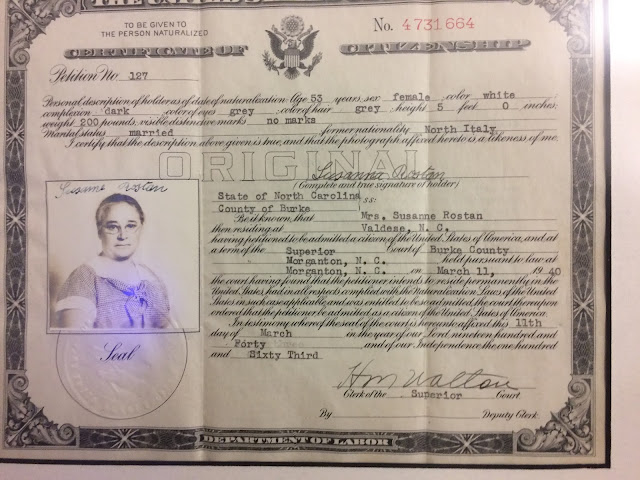 TO BE GIVEN TO
THE PERSON NATURALIZED
No. 4731664
CERTIFICATE OF CITIZENSHIP
Petition No. 127
Personal description of holder as of date of naturalization: Age 53 years, sex female color white
complexion dark color of eyes grey color of hair grey height 5 feet 0 inches,
weight 200 pounds, visible distinctive marks no marks
Marital status married former nationality North Italy.
I certify that the description above given is true, and that the photograph affixed hereto is a likeness of me.
ORIGINAL
Susanne Rostan
Susanne Rostan
(Complete and true signature of holder)
State of North Carolina
County of Burke ss:
Be it known, that Mrs. Susanne Rostan
then residing at Valdese, N. C.
having petitioned to be admitted a citizen of the United States of America, and at
a term of the Superior Court of Burke County
Morganton, N. C. held pursuant to law at
Morganton, N. C. on March 11, 1940
the court having found that the petitioner intends to reside permanently in the
United States, had in all respects complied with the Naturalization Laws of the United
States in such case applicable, and was entitled to be so admitted, the court thereupon
ordered that the petitioner be admitted as a citizen of the United States of America.
In testimony whereof the seal of the court is hereunto affixed this 11th
day of March in the year of our Lord nineteen hundred and
Forty and of our Independence the one hundred
and Sixty Third
Seal
Clerk of the Superior Court
By Deputy Clerk
DEPARTMENT OF LABOR